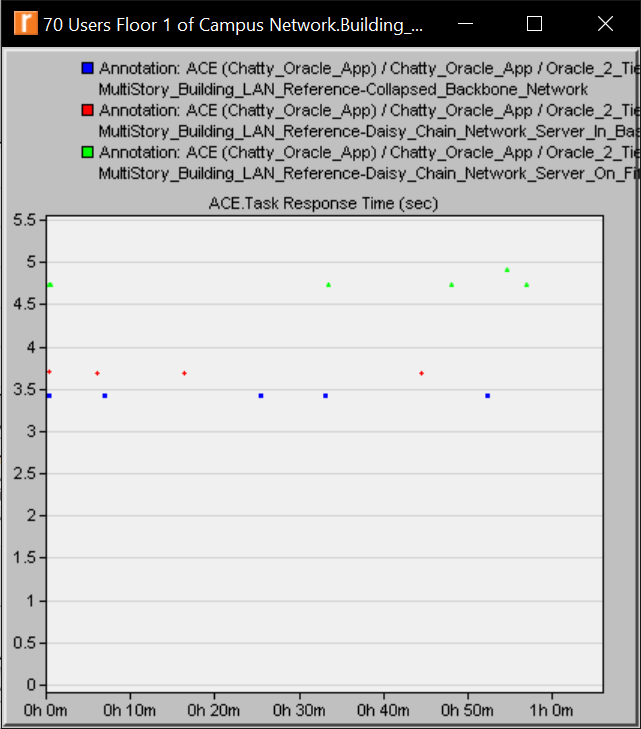 70 Users Floor 1 of Campus Network.Building_...
Annotation: ACE (Chatty_Oracle_App) / Chatty_Oracle_App / Oracle_2_Tie
MultiStory_Building_LAN_Reference-Collapsed_Backbone_Network
Annotation: ACE (Chatty_Oracle_App) / Chatty_Oracle_App / Oracle_2_Tie
MultiStory_Building_LAN_Reference-Daisy_Chain_Network_Server_In_Bas
Annotation: ACE (Chatty_Oracle_App) / Chatty_Oracle_App / Oracle_2_Tie
MultiStory_Building_LAN_Reference-Daisy_Chain_Network_Server_On_Fi
ACE.Task Response Time (sec)
5.5
5
4.5
4
3.5
3
2.5
2
1.5
1
0.5
0
0h 0m 0h 10m 0h 20m 0h 30m 0h 40m 0h 50m 1h 0m